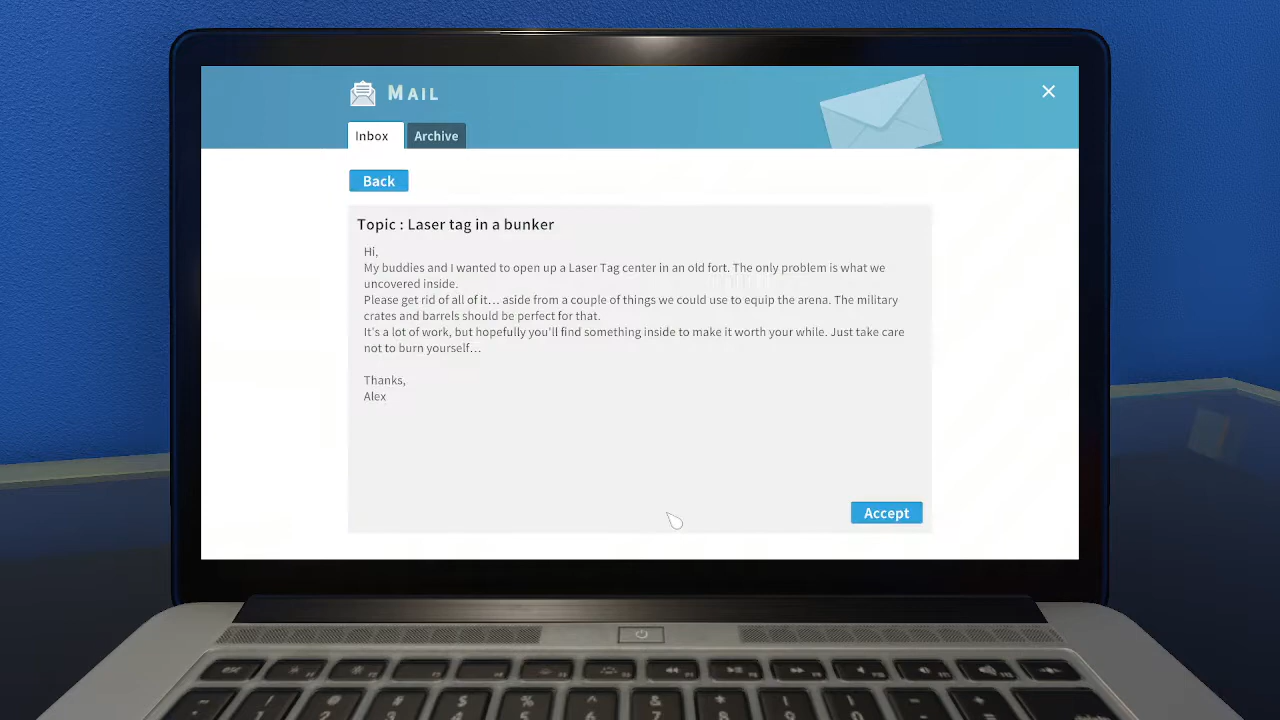 MAIL
Inbox
Archive
Back
Topic : Laser tag in a bunker
Hi,
My buddies and I wanted to open up a Laser Tag center in an old fort. The only problem is what we
uncovered inside.
Please get rid of all of it... aside from a couple of things we could use to equip the arena. The military
crates and barrels should be perfect for that.
It's a lot of work, but hopefully you'll find something inside to make it worth your while. Just take care
not to burn yourself...
Thanks,
Alex
Accept
esc